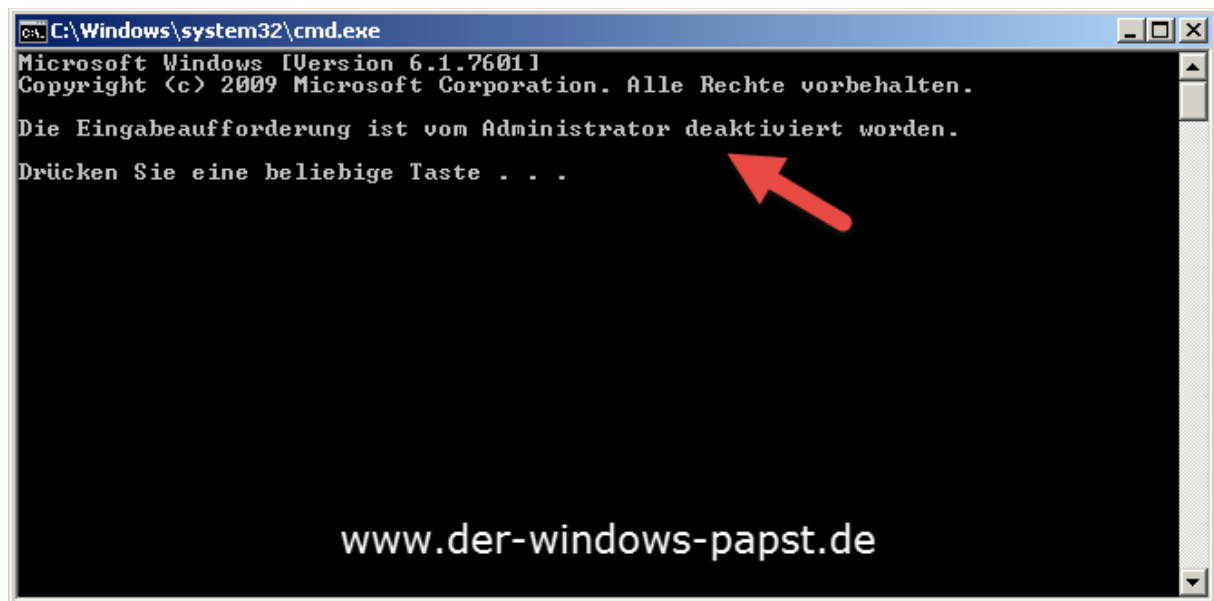 C:\Windows\system32\cmd.exe
Microsoft Windows [Version 6.1.7601]
Copyright (c) 2009 Microsoft Corporation. Alle Rechte vorbehalten.
Die Eingabeaufforderung ist vom Administrator deaktiviert worden.
Drücken Sie eine beliebige Taste . . .
www.der-windows-papst.de